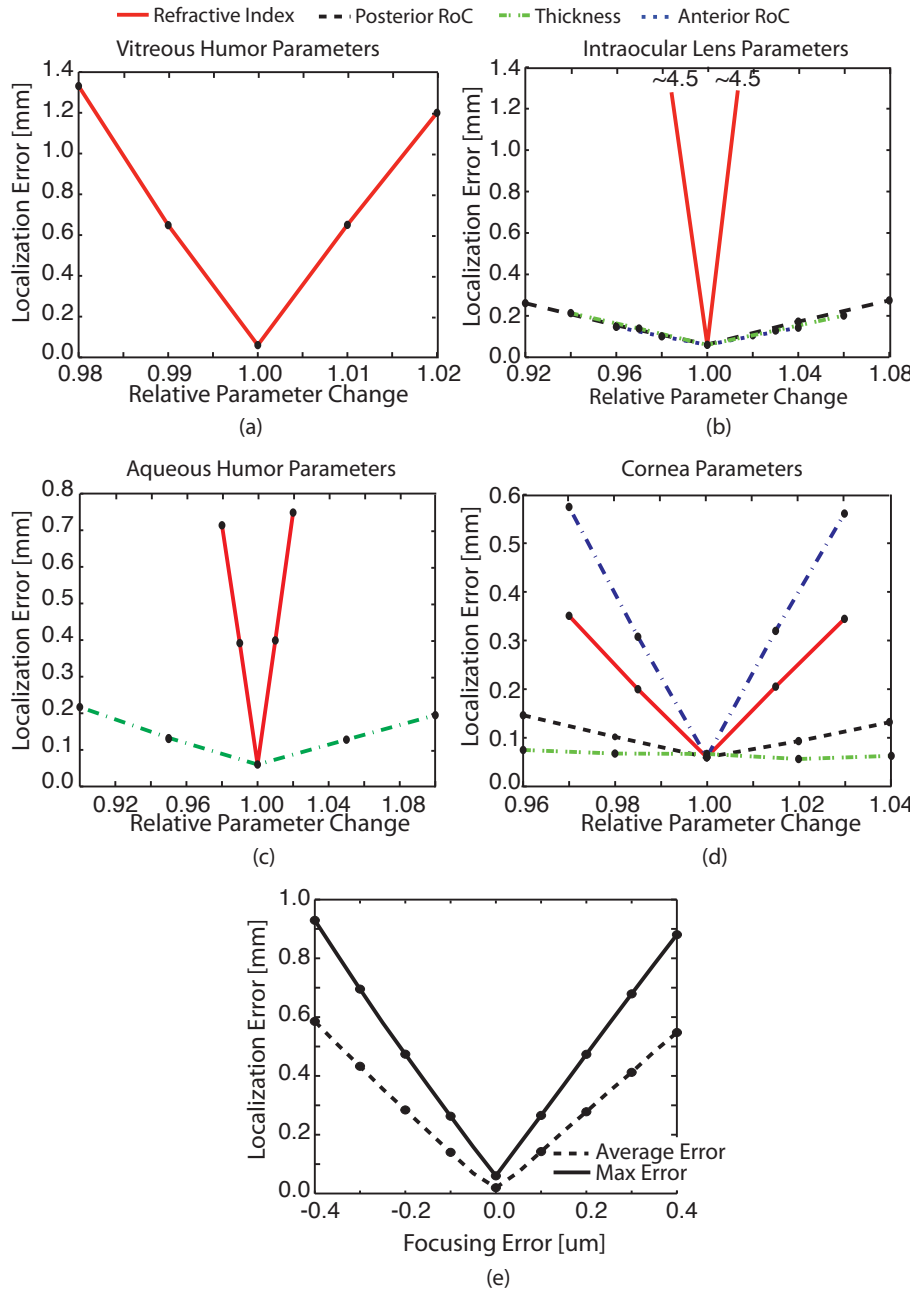 Refractive Index Posterior RoC Thickness Anterior RoC
Vitreous Humor Parameters
Localization Error [mm]
1.4
1.2
1.0
0.8
0.6
0.4
0.2
0.0
0.98 0.99 1.00 1.01 1.02
Relative Parameter Change
(a)
Intraocular Lens Parameters
~4.5 ~4.5
Localization Error [mm]
1.4
1.2
1.0
0.8
0.6
0.4
0.2
0.0
0.92 0.96 1.00 1.04 1.08
Relative Parameter Change
(b)
Aqueous Humor Parameters
Localization Error [mm]
0.8
0.7
0.6
0.5
0.4
0.3
0.2
0.1
0.0
0.92 0.96 1.00 1.04 1.08
Relative Parameter Change
(c)
Cornea Parameters
Localization Error [mm]
0.6
0.5
0.4
0.3
0.2
0.1
0.0
0.96 0.98 1.00 1.02 1.04
Relative Parameter Change
(d)
Localization Error [mm]
1.0
0.8
0.6
0.4
0.2
0.0
Average Error
Max Error
-0.4 -0.2 0.0 0.2 0.4
Focusing Error [um]
(e)